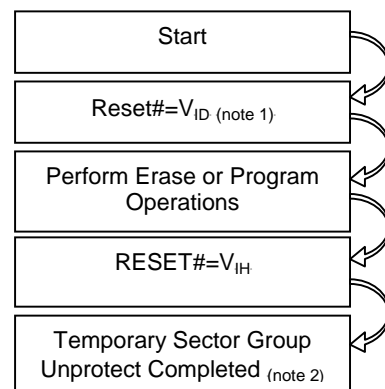 Start
Reset#=VID (note 1)
Perform Erase or Program
Operations
RESET#=VIH
Temporary Sector Group
Unprotect Completed (note 2)